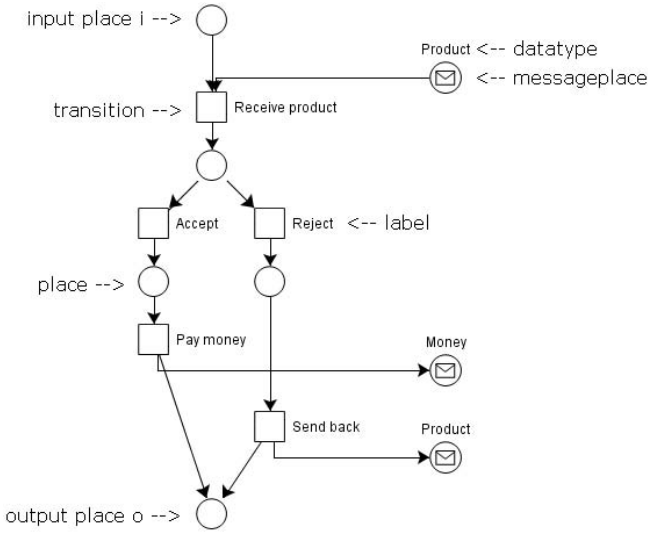 input place i -->
Product <-- datatype
<-- messageplace
transition -->
Receive product
Accept
Reject <-- label
place -->
Pay money
Money
Send back
Product
output place o -->